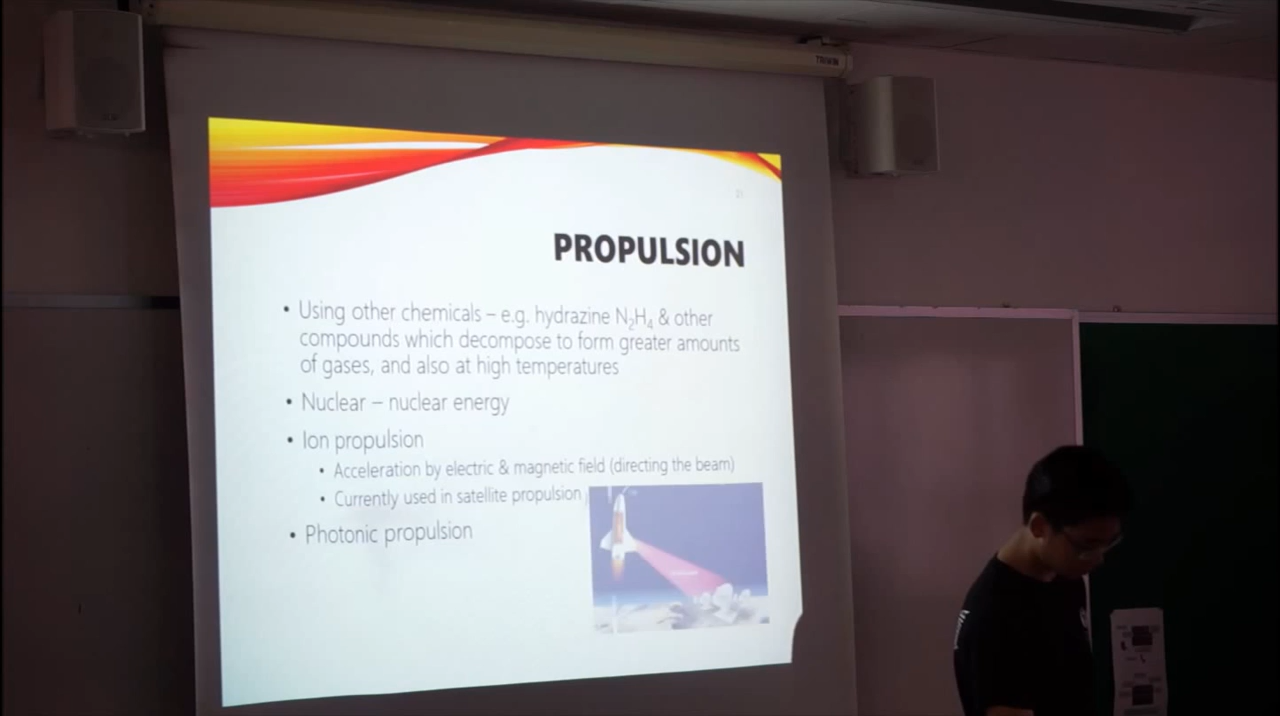 TRIWIN
PROPULSION
• Using other chemicals – e.g. hydrazine N₂H₄ & other
compounds which decompose to form greater amounts
of gases, and also at high temperatures
• Nuclear – nuclear energy
• Ion propulsion
• Acceleration by electric & magnetic field (directing the beam)
• Currently used in satellite propulsion
• Photonic propulsion